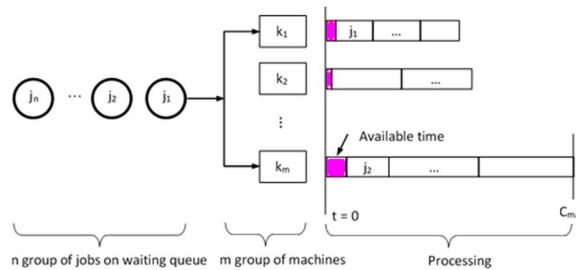 k1
j1
...
k2
...
jn
...
j2
j1
...
Available time
km
j2
...
t = 0
Cm
n group of jobs on waiting queue
m group of machines
Processing